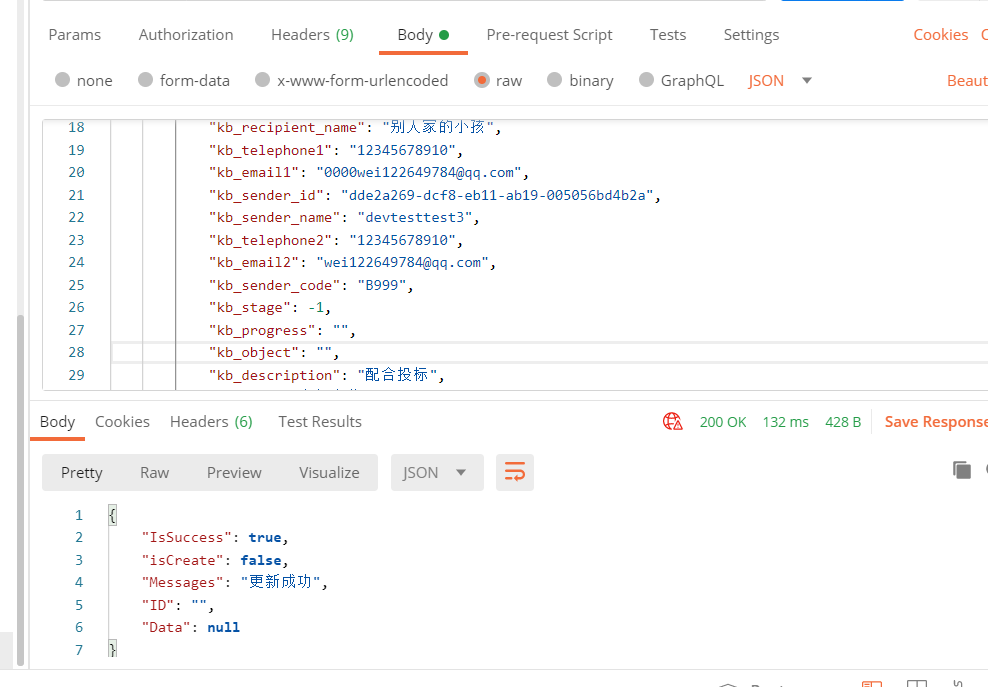 Params Authorization Headers (9) Body Pre-request Script Tests Settings Cookies
none form-data x-www-form-urlencoded raw binary GraphQL JSON Beaut
18 "kb_recipient_name": "别人家的小孩",
19 "kb_telephone1": "12345678910",
20 "kb_email1": "0000wei122649784@qq.com",
21 "kb_sender_id": "dde2a269-dcf8-eb11-ab19-005056bd4b2a",
22 "kb_sender_name": "devtesttest3",
23 "kb_telephone2": "12345678910",
24 "kb_email2": "wei122649784@qq.com",
25 "kb_sender_code": "B999",
26 "kb_stage": -1,
27 "kb_progress": "",
28 "kb_object": "",
29 "kb_description": "配合投标",
Body Cookies Headers (6) Test Results 200 OK 132 ms 428 B Save Response
Pretty Raw Preview Visualize JSON
1 {
2 "IsSuccess": true,
3 "isCreate": false,
4 "Messages": "更新成功",
5 "ID": "",
6 "Data": null
7 }